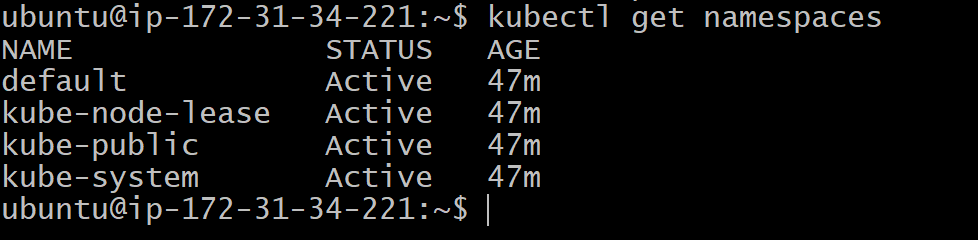 ubuntu@ip-172-31-34-221:~$ kubectl get namespaces
NAME              STATUS   AGE
default           Active   47m
kube-node-lease   Active   47m
kube-public       Active   47m
kube-system       Active   47m
ubuntu@ip-172-31-34-221:~$